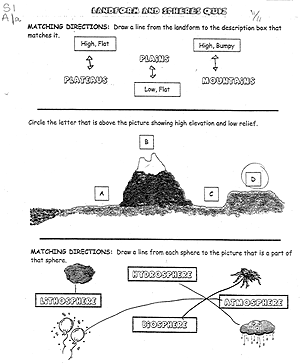 S1
A1a
LANDFORM AND SPHERES QUIZ
4/11
MATCHING DIRECTIONS: Draw a line from the landform to the description box that
matches it.
High, Flat
PLAINS
High, Bumpy
PLATEAUS
MOUNTAINS
Low, Flat
Circle the letter that is above the picture showing high elevation and low relief.
B
A
C
D
MATCHING DIRECTIONS: Draw a line from each sphere to the picture that is a part of
that sphere.
HYDROSPHERE
LITHOSPHERE
ATMOSPHERE
BIOSPHERE